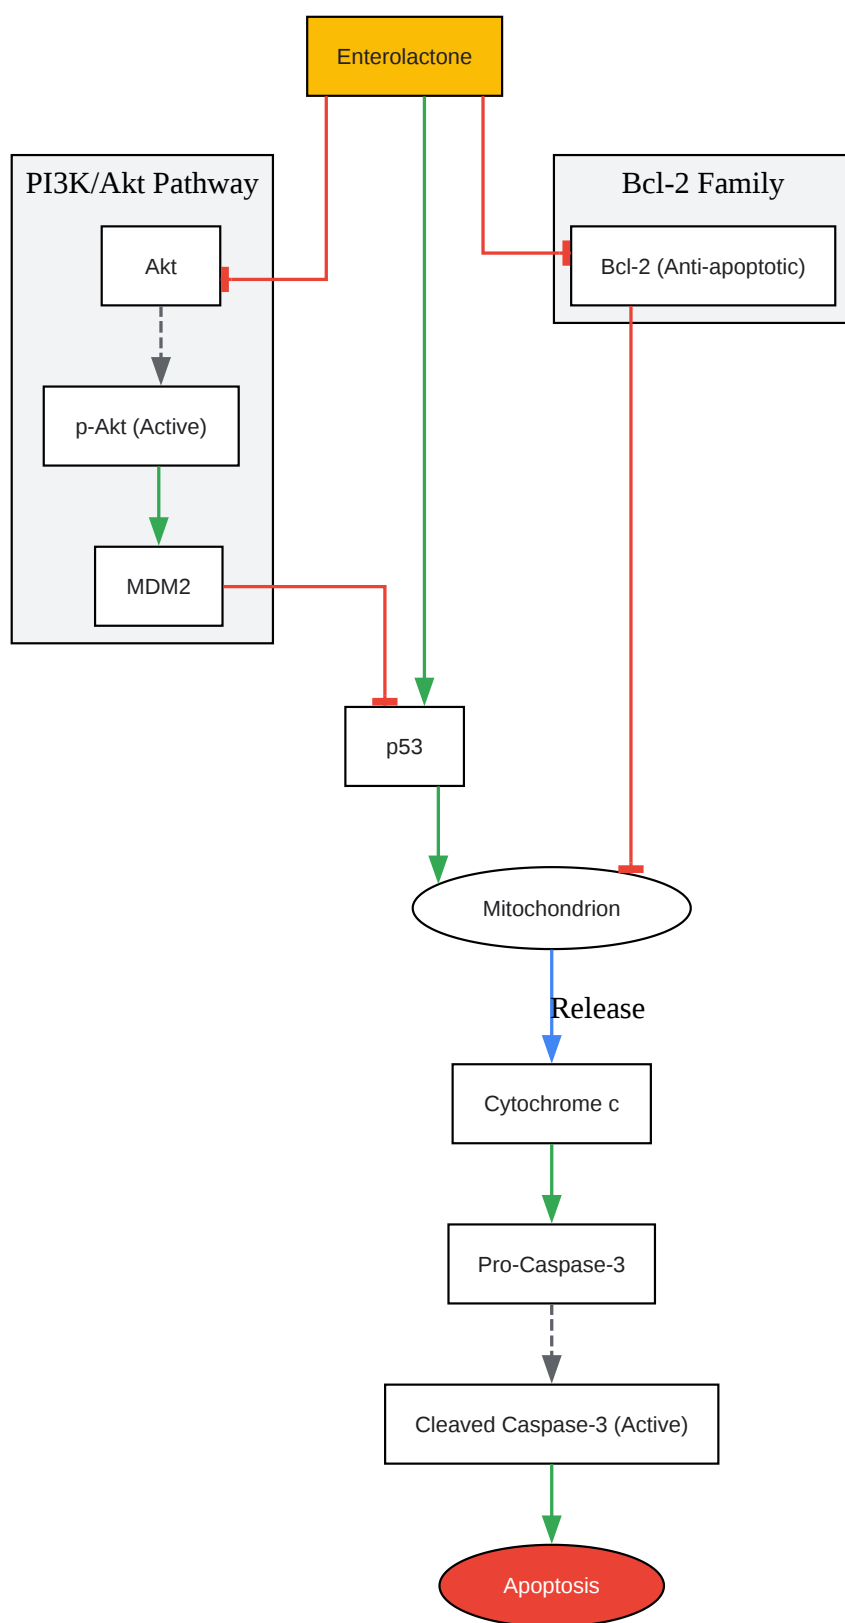 Enterolactone
PI3K/Akt Pathway
Bcl-2 Family
Akt
Bcl-2 (Anti-apoptotic)
p-Akt (Active)
MDM2
p53
Mitochondrion
Release
Cytochrome c
Pro-Caspase-3
Cleaved Caspase-3 (Active)
Apoptosis